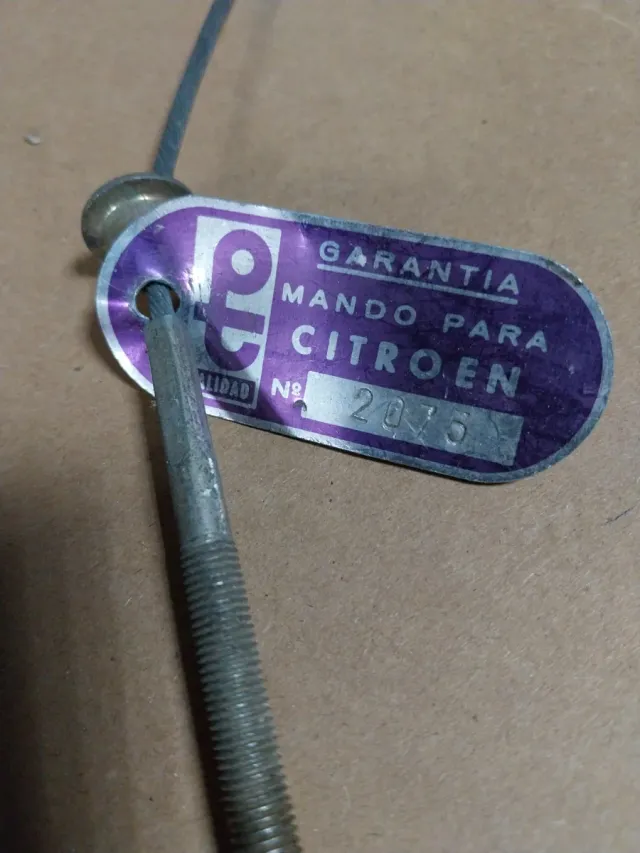 GARANTIA
MANDO PARA
CITROEN
Nº 2075